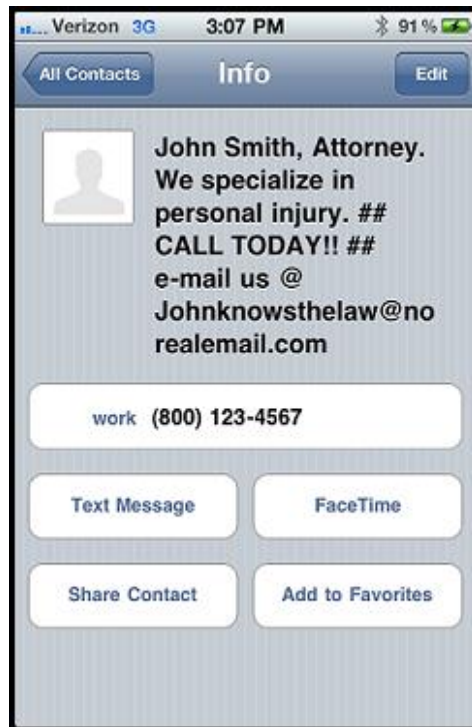 Verizon 3G 3:07 PM 91%
All Contacts Info Edit
John Smith, Attorney.
We specialize in
personal injury. ##
CALL TODAY!! ##
e-mail us @
Johnknowsthelaw@no
realemail.com
work (800) 123-4567
Text Message FaceTime
Share Contact Add to Favorites